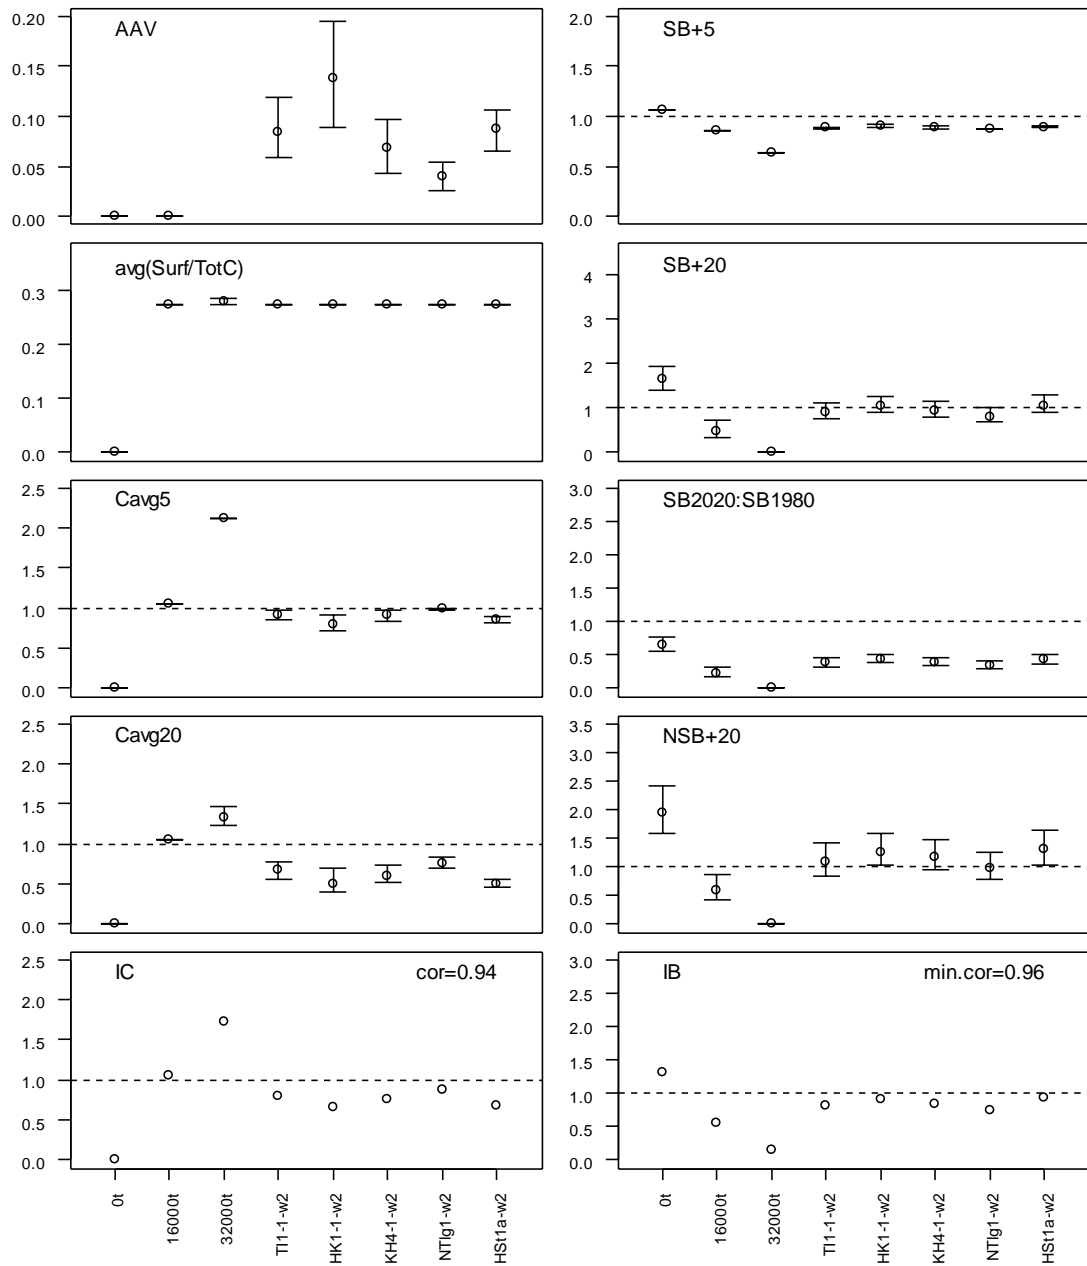 AAV
0.20
0.15
0.10
0.05
0.00
SB+5
2.0
1.5
1.0
0.5
0.0
avg(Surf/TotC)
0.3
0.2
0.1
0.0
SB+20
4
3
2
1
0
Cavg5
2.5
2.0
1.5
1.0
0.5
0.0
SB2020:SB1980
3.0
2.5
2.0
1.5
1.0
0.5
0.0
Cavg20
2.5
2.0
1.5
1.0
0.5
0.0
NSB+20
3.5
3.0
2.5
2.0
1.5
1.0
0.5
0.0
IC cor=0.94
2.5
2.0
1.5
1.0
0.5
0.0
0t
16000t
32000t
TI1-1-w2
HK1-1-w2
KH4-1-w2
NTIg1-w2
HSt1a-w2
IB min.cor=0.96
3.0
2.5
2.0
1.5
1.0
0.5
0.0
0t
16000t
32000t
TI1-1-w2
HK1-1-w2
KH4-1-w2
NTIg1-w2
HSt1a-w2